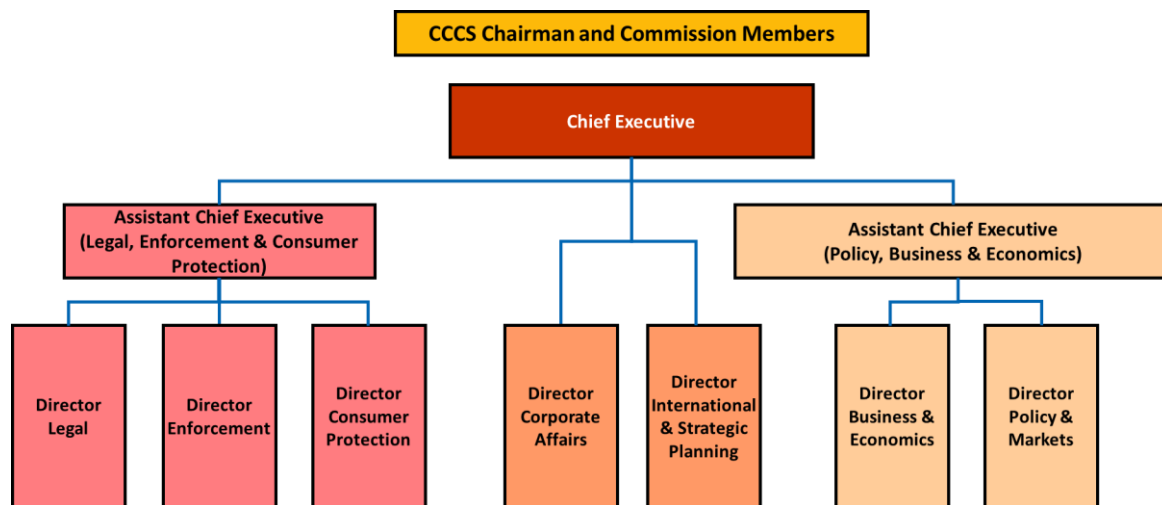 CCCS Chairman and Commission Members
Chief Executive
Assistant Chief Executive
(Legal, Enforcement & Consumer
Protection)
Assistant Chief Executive
(Policy, Business & Economics)
Director
Legal
Director
Enforcement
Director
Consumer
Protection
Director
Corporate
Affairs
Director
International
& Strategic
Planning
Director
Business &
Economics
Director
Policy &
Markets